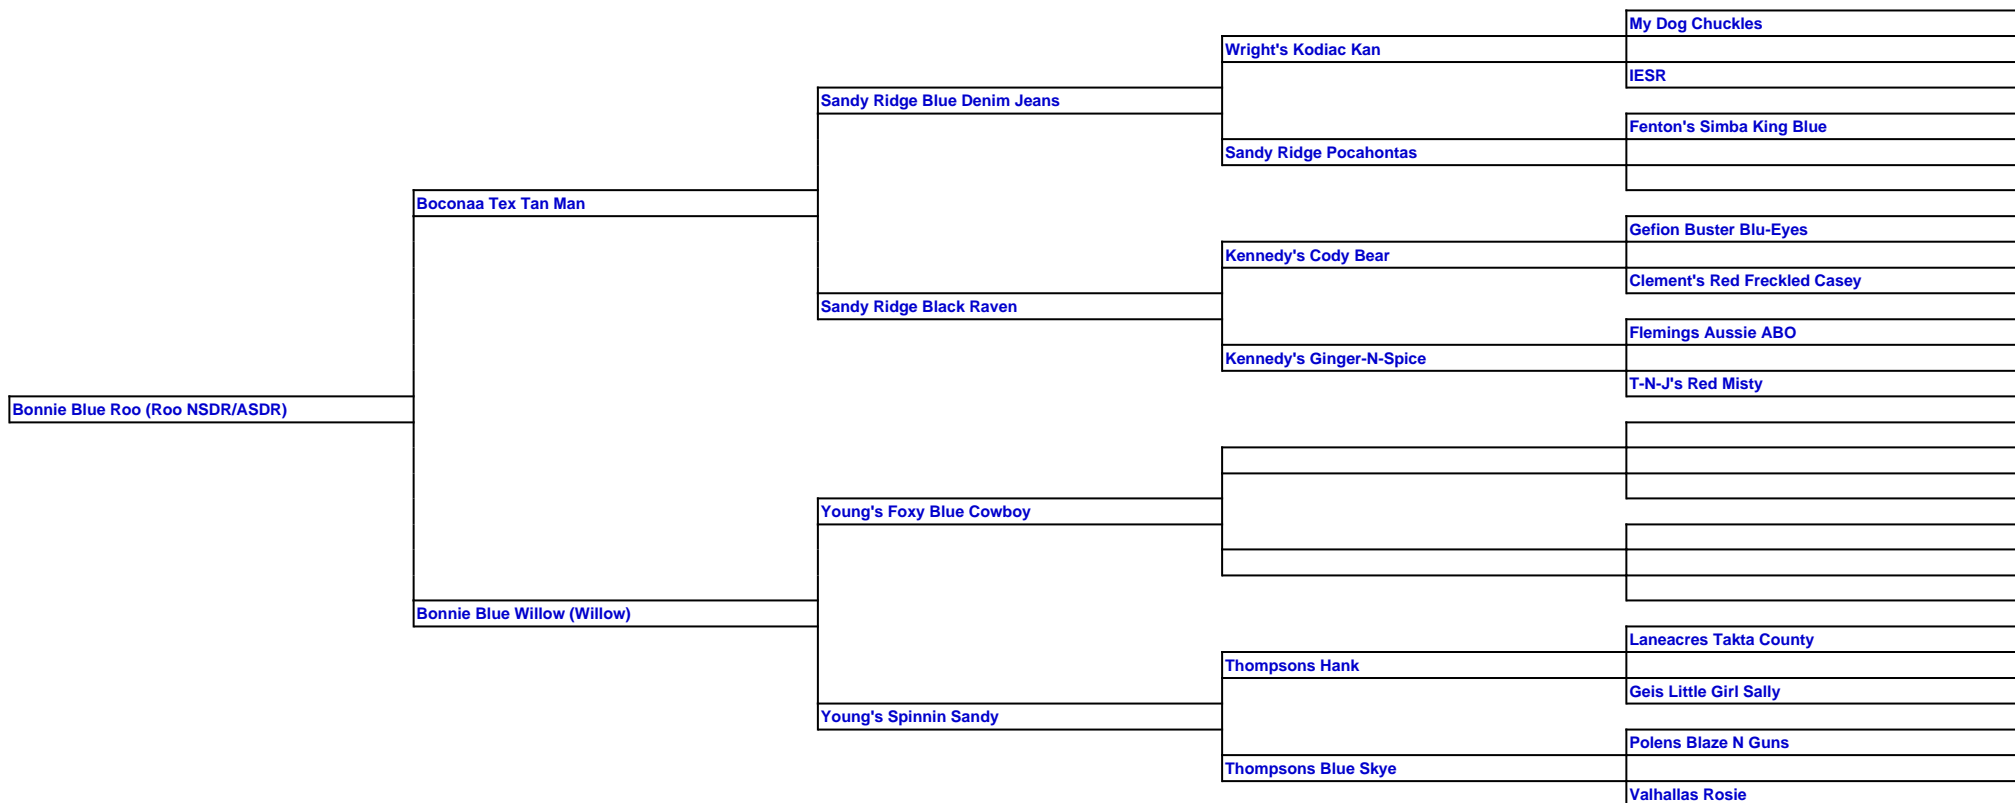 My Dog Chuckles
Wright's Kodiac Kan
IESR
Sandy Ridge Blue Denim Jeans
Fenton's Simba King Blue
Sandy Ridge Pocahontas
Boconaa Tex Tan Man
Gefion Buster Blu-Eyes
Kennedy's Cody Bear
Clement's Red Freckled Casey
Sandy Ridge Black Raven
Flemings Aussie ABO
Kennedy's Ginger-N-Spice
T-N-J's Red Misty
Bonnie Blue Roo (Roo NSDR/ASDR)
Young's Foxy Blue Cowboy
Bonnie Blue Willow (Willow)
Laneacres Takta County
Thompsons Hank
Geis Little Girl Sally
Young's Spinnin Sandy
Polens Blaze N Guns
Thompsons Blue Skye
Valhallas Rosie